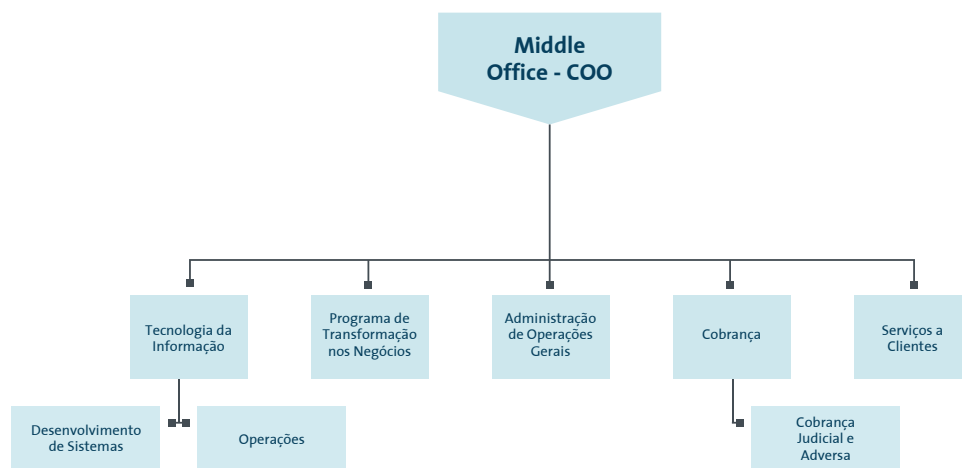 Middle
Office - COO
Tecnologia da
Informação
Programa de
Transformação
nos Negócios
Administração
de Operações
Gerais
Cobrança
Serviços a
Clientes
Desenvolvimento
de Sistemas
Operações
Cobrança
Judicial e
Adversa